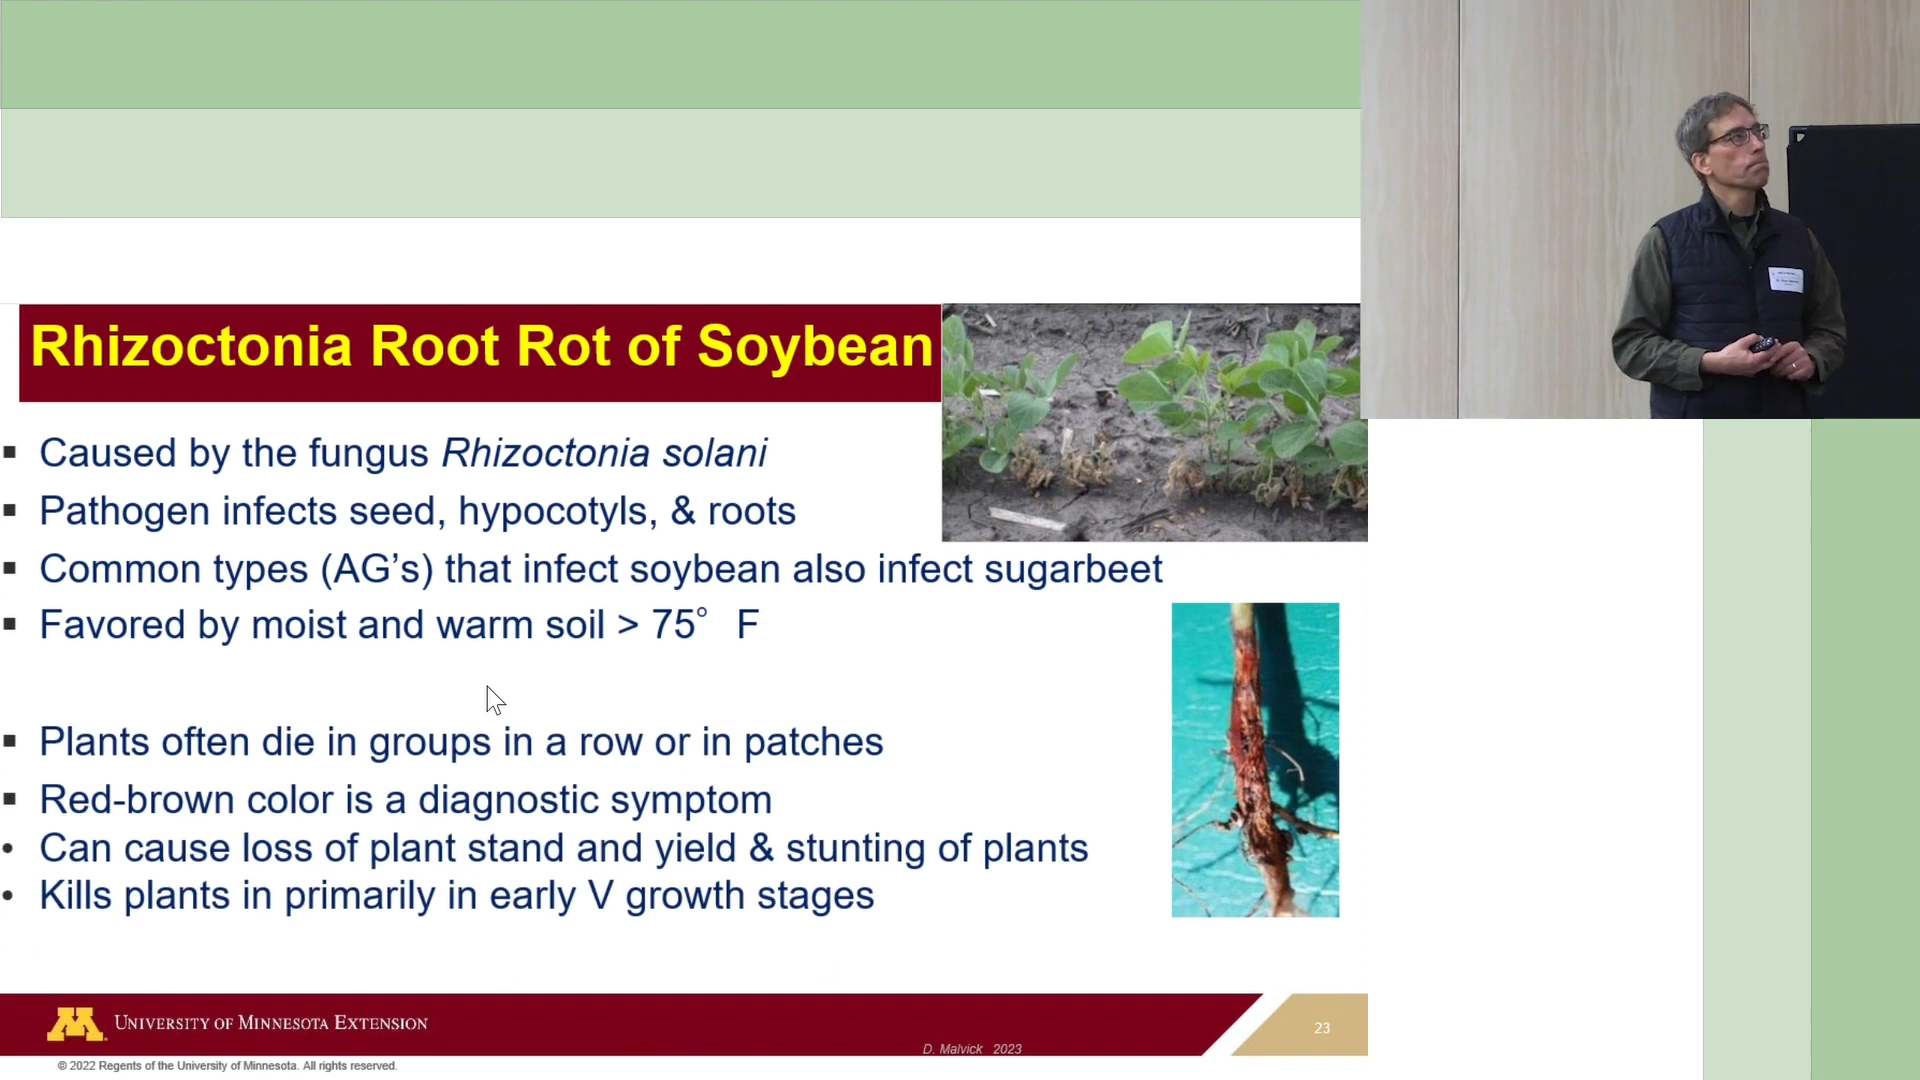 Rhizoctonia Root Rot of Soybean
▪ Caused by the fungus Rhizoctonia solani
▪ Pathogen infects seed, hypocotyls, & roots
▪ Common types (AG’s) that infect soybean also infect sugarbeet
▪ Favored by moist and warm soil > 75° F
▪ Plants often die in groups in a row or in patches
▪ Red-brown color is a diagnostic symptom
• Can cause loss of plant stand and yield & stunting of plants
• Kills plants in primarily in early V growth stages
University of Minnesota Extension
23
D. Malvick 2023
© 2022 Regents of the University of Minnesota. All rights reserved.